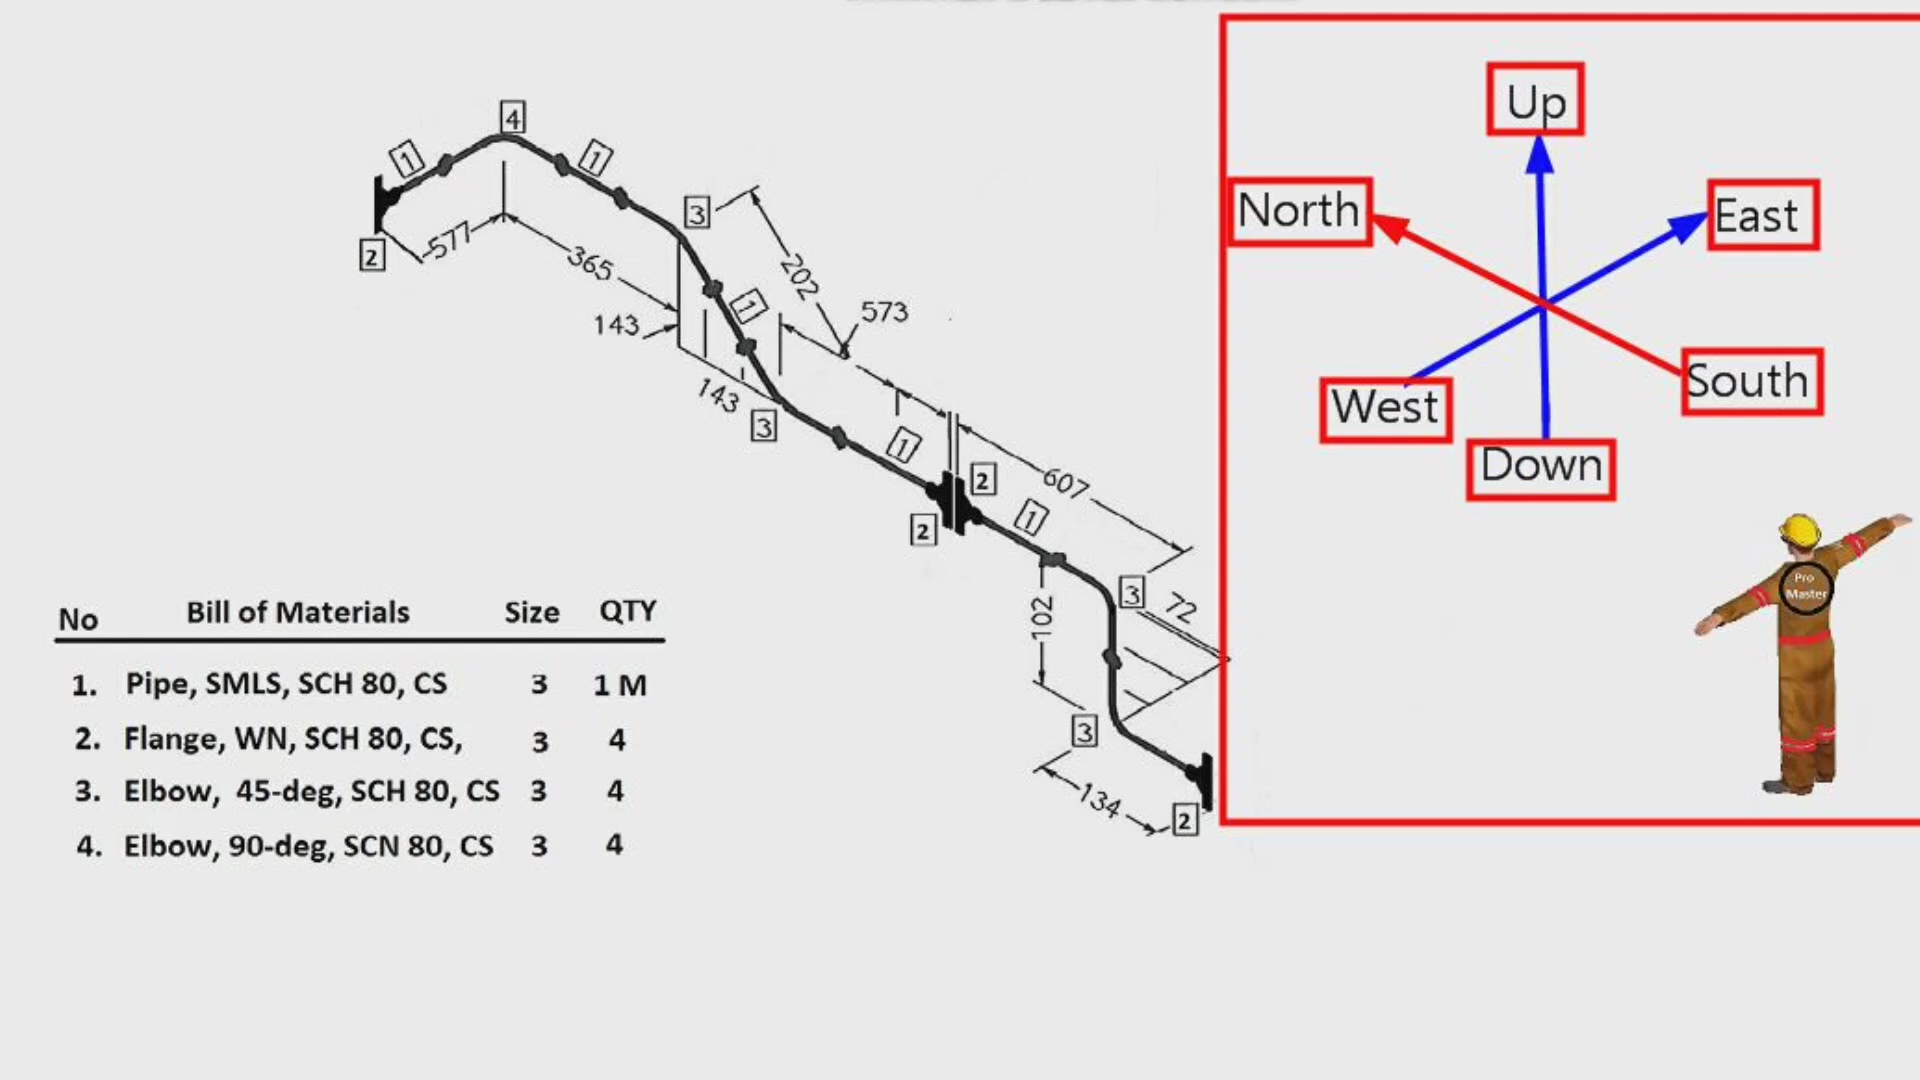 Up
North
East
West
South
Down
Pro
Master
4
1
1
2
577
3
365
202
143
1
573
143
3
1
2
2
607
1
3
72
102
3
134
2
No Bill of Materials Size QTY
1. Pipe, SMLS, SCH 80, CS 3 1 M
2. Flange, WN, SCH 80, CS, 3 4
3. Elbow, 45-deg, SCH 80, CS 3 4
4. Elbow, 90-deg, SCN 80, CS 3 4